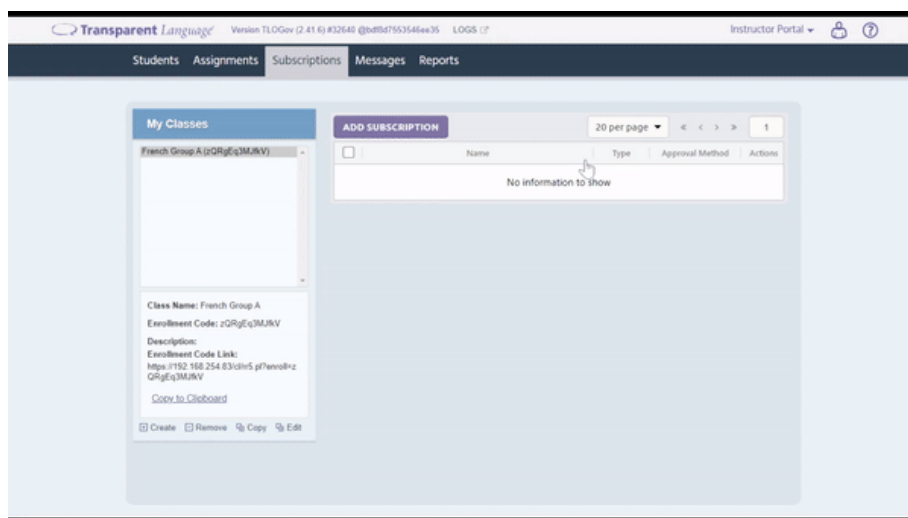 Transparent Language Version TLOGov (2.41.6) #32640 LOGS Instructor Portal
Students Assignments Subscriptions Messages Reports
My Classes
French Group A (zQRgEq3MJfkV)
ADD SUBSCRIPTION 20 per page « < > » 1
Name Type Approval Method Actions
No information to show
Class Name: French Group A
Enrollment Code: zQRgEq3MJfkV
Description:
Enrollment Code Link:
https://192.168.254.83/cl/nr5.pl?enroll=z
QRgEq3MJfkV
Copy to Clipboard
Create Remove Copy Edit